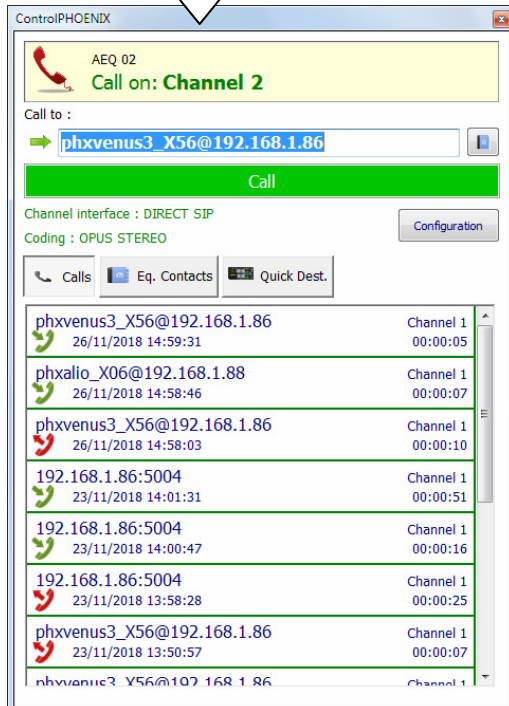 ControlPHOENIX
AEQ 02
Call on: Channel 2
Call to :
phxvenus3_X56@192.168.1.86
Call
Channel interface : DIRECT SIP
Coding : OPUS STEREO
Configuration
Calls Eq. Contacts Quick Dest.
phxvenus3_X56@192.168.1.86 Channel 1
26/11/2018 14:59:31 00:00:05
phxalio_X06@192.168.1.88 Channel 1
26/11/2018 14:58:46 00:00:07
phxvenus3_X56@192.168.1.86 Channel 1
26/11/2018 14:58:03 00:00:10
192.168.1.86:5004 Channel 1
23/11/2018 14:01:31 00:00:51
192.168.1.86:5004 Channel 1
23/11/2018 14:00:47 00:00:16
192.168.1.86:5004 Channel 1
23/11/2018 13:58:28 00:00:25
phxvenus3_X56@192.168.1.86 Channel 1
23/11/2018 13:50:57 00:00:07
phxvenus3_X56@192.168.1.86 Channel 1